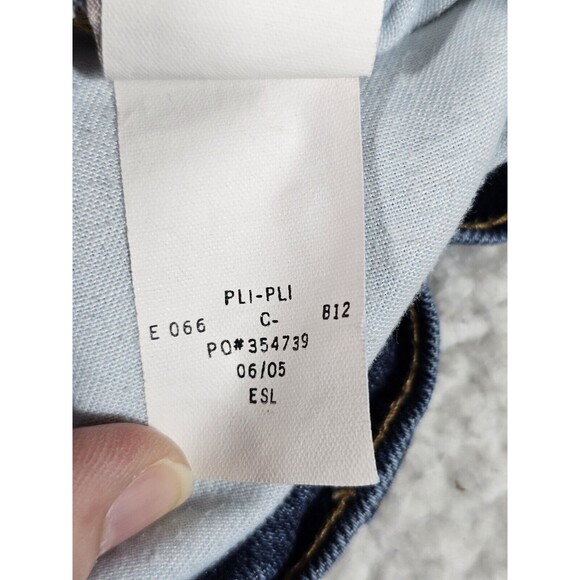 PLI-PLI
E 066 C- 812
PO#354739
06/05
ESL